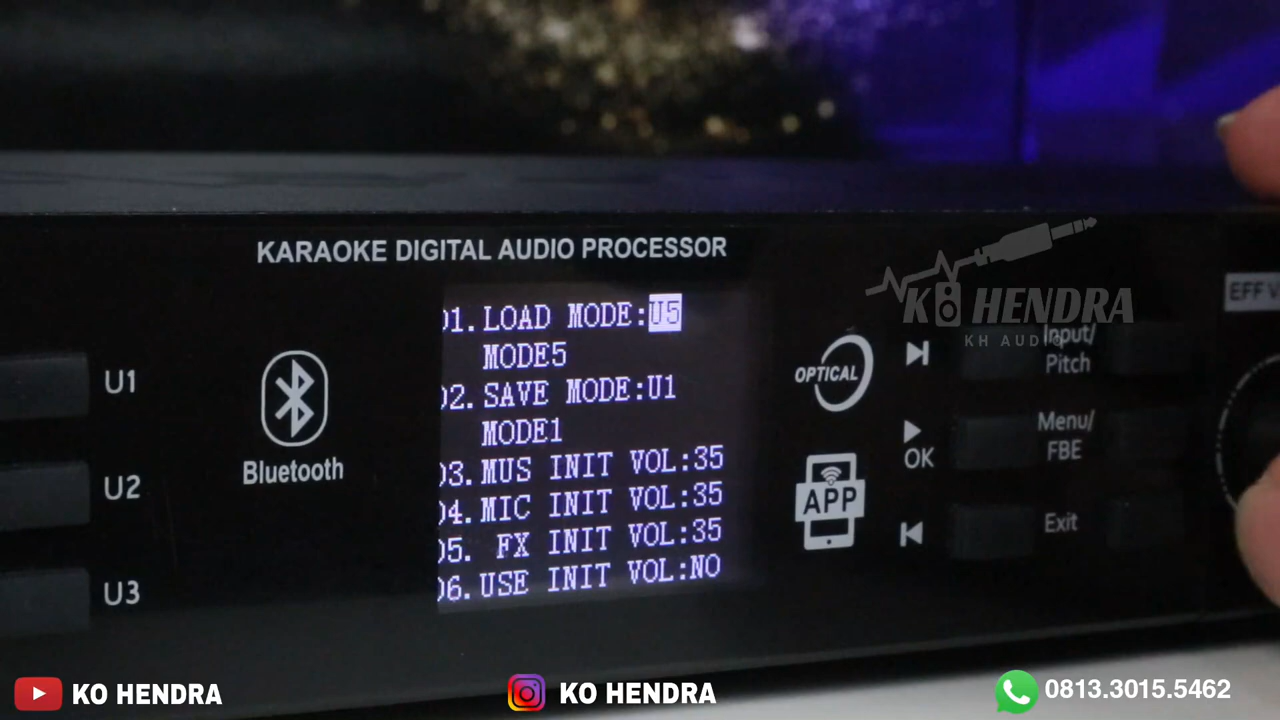 KARAOKE DIGITAL AUDIO PROCESSOR
U1
U2
U3
Bluetooth
01.LOAD MODE:U5
MODE5
02.SAVE MODE:U1
MODE1
03.MUS INIT VOL:35
04.MIC INIT VOL:35
05. FX INIT VOL:35
06.USE INIT VOL:NO
OPTICAL
APP
OK
KO HENDRA
KH AUDIO
Input/
Pitch
Menu/
FBE
Exit
EFF V
KO HENDRA
KO HENDRA
0813.3015.5462